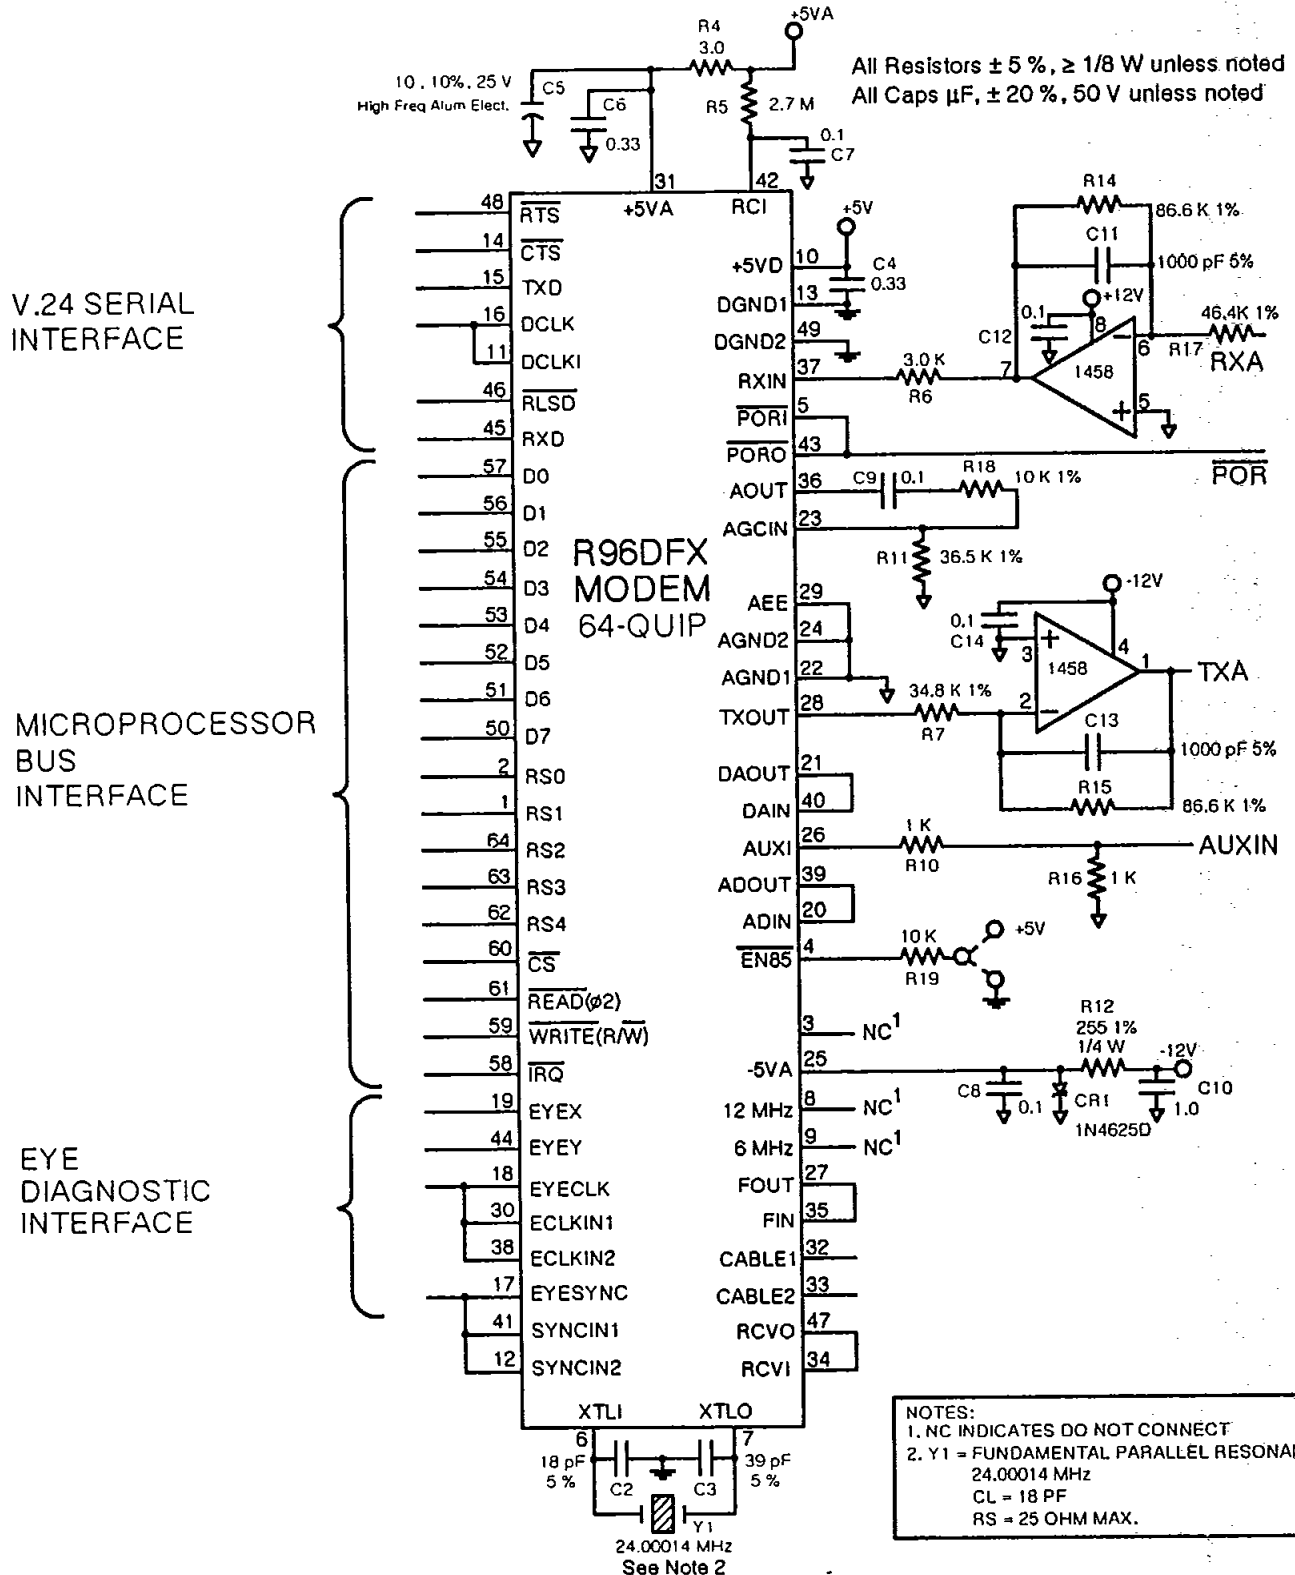 +5VA
R4
3.0
All Resistors ± 5 %, ≥ 1/8 W unless noted
All Caps µF, ± 20 %, 50 V unless noted
10, 10%, 25 V
High Freq Alum Elect.
C5
C6
0.33
R5
2.7 M
0.1
C7
31
42
+5VA
RCI
V.24 SERIAL
INTERFACE
48 RTS
14 CTS
15 TXD
16 DCLK
11 DCLKI
46 RLSD
45 RXD
MICROPROCESSOR
BUS
INTERFACE
57 D0
56 D1
55 D2
54 D3
53 D4
52 D5
51 D6
50 D7
2 RS0
1 RS1
64 RS2
63 RS3
62 RS4
60 CS
61 READ(ø2)
59 WRITE(R/W)
58 IRQ
EYE
DIAGNOSTIC
INTERFACE
19 EYEX
44 EYEY
18 EYECLK
30 ECLKIN1
38 ECLKIN2
17 EYESYNC
41 SYNCIN1
12 SYNCIN2
R96DFX
MODEM
64-QUIP
+5V
+5VD 10
C4
0.33
DGND1 13
DGND2 49
RXIN 37
3.0 K
R6
PORI 5
PORO 43
POR
R14
86.6 K 1%
C11
1000 pF 5%
+12V
0.1
C12
8
7
1458
6
5
46.4K 1%
R17
RXA
AOUT 36
C9 0.1
R18
10 K 1%
AGCIN 23
R11
36.5 K 1%
AEE 29
AGND2 24
AGND1 22
TXOUT 28
34.8 K 1%
R7
-12V
0.1
C14
3
4
1458
1
2
TXA
C13
1000 pF 5%
R15
86.6 K 1%
DAOUT 21
DAIN 40
AUXI 26
1 K
R10
AUXIN
R16
1 K
ADOUT 39
ADIN 20
EN85 4
10 K
R19
+5V
3 NC1
-5VA 25
R12
255 1%
1/4 W
-12V
C8
0.1
CR1
1N4625D
C10
1.0
12 MHz 8 NC1
6 MHz 9 NC1
FOUT 27
FIN 35
CABLE1 32
CABLE2 33
RCVO 47
RCVI 34
XTLI
XTLO
6
7
18 pF
5 %
C2
C3
39 pF
5 %
Y1
24.00014 MHz
See Note 2
NOTES:
1. NC INDICATES DO NOT CONNECT
2. Y1 = FUNDAMENTAL PARALLEL RESONA
24.00014 MHz
CL = 18 PF
RS = 25 OHM MAX.